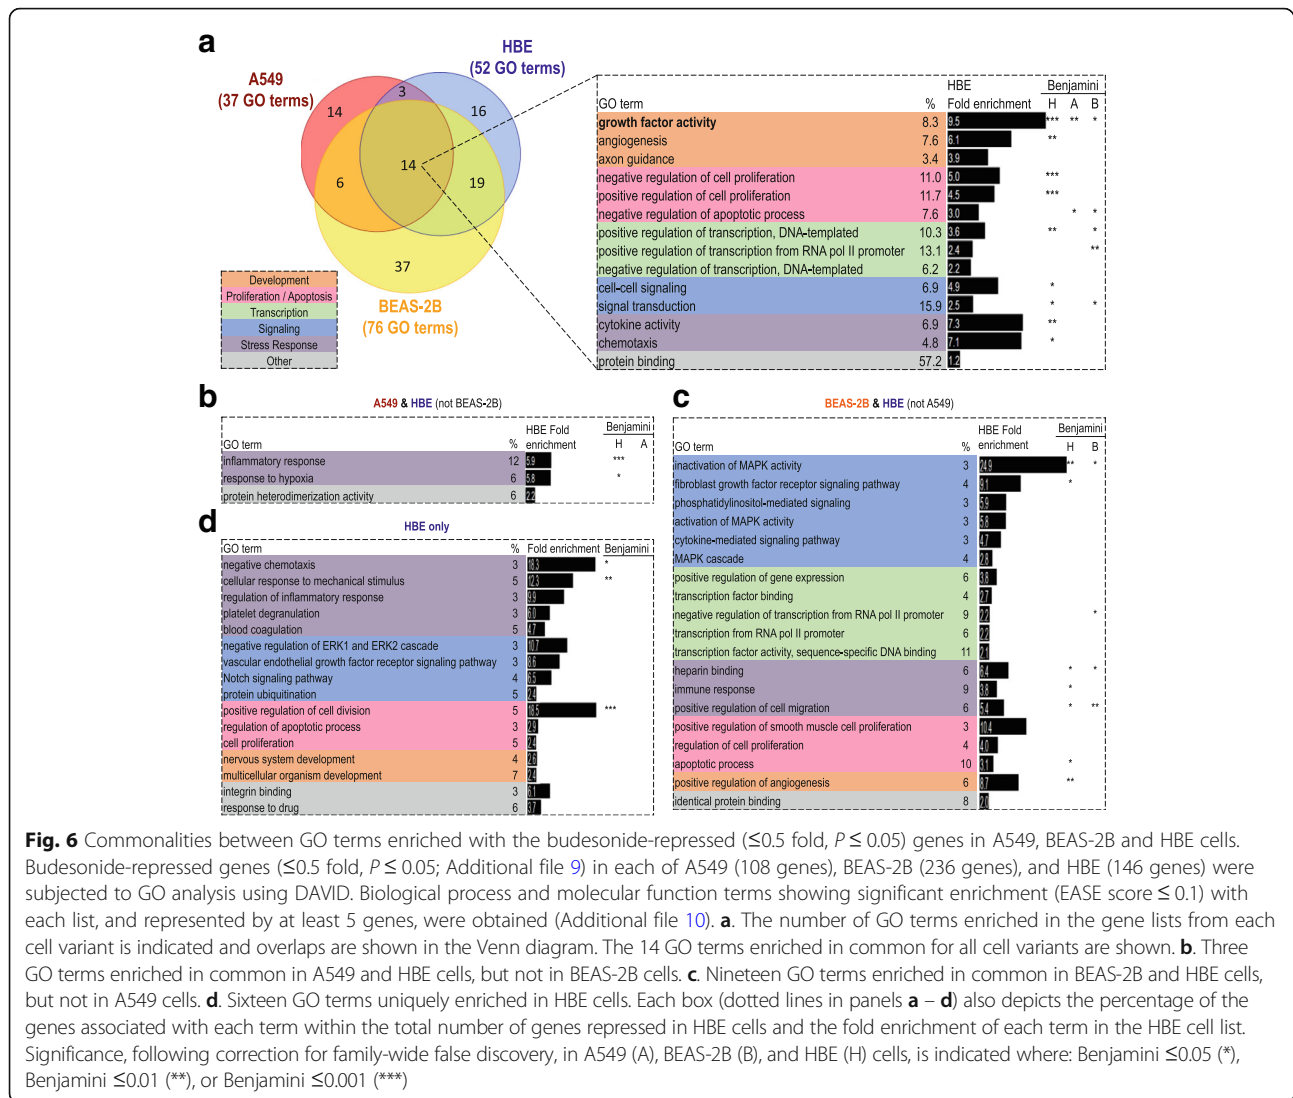 a
A549
(37 GO terms)
HBE
(52 GO terms)
14
3
16
14
6
19
37
BEAS-2B
(76 GO terms)
Development
Proliferation / Apoptosis
Transcription
Signaling
Stress Response
Other
HBE Benjamini
GO term % Fold enrichment H A B
growth factor activity 8.3 9.5 *** ** *
angiogenesis 7.6 6.1 **
axon guidance 3.4 3.9
negative regulation of cell proliferation 11.0 5.0 ***
positive regulation of cell proliferation 11.7 4.5 ***
negative regulation of apoptotic process 7.6 3.0 * *
positive regulation of transcription, DNA-templated 10.3 3.6 ** *
positive regulation of transcription from RNA pol II promoter 13.1 2.4 **
negative regulation of transcription, DNA-templated 6.2 2.2
cell-cell signaling 6.9 4.9 *
signal transduction 15.9 2.5 * *
cytokine activity 6.9 7.3 **
chemotaxis 4.8 7.1 *
protein binding 57.2 1.2
b
A549 & HBE (not BEAS-2B)
HBE Fold Benjamini
GO term % enrichment H A
inflammatory response 12 5.9 ***
response to hypoxia 6 5.8 *
protein heterodimerization activity 6 2.2
c
BEAS-2B & HBE (not A549)
HBE Fold Benjamini
GO term % enrichment H B
inactivation of MAPK activity 3 24.9 ** *
fibroblast growth factor receptor signaling pathway 4 9.1 *
phosphatidylinositol-mediated signaling 3 5.9
activation of MAPK activity 3 5.8
cytokine-mediated signaling pathway 3 4.7
MAPK cascade 4 2.8
positive regulation of gene expression 6 3.8
transcription factor binding 4 2.7
negative regulation of transcription from RNA pol II promoter 9 2.2 *
transcription from RNA pol II promoter 6 2.2
transcription factor activity, sequence-specific DNA binding 11 2.1
heparin binding 6 6.4 * *
immune response 9 3.8 *
positive regulation of cell migration 6 5.4 * **
positive regulation of smooth muscle cell proliferation 3 10.4
regulation of cell proliferation 4 4.0
apoptotic process 10 3.1 *
positive regulation of angiogenesis 6 8.7 **
identical protein binding 8 2.0
d
HBE only
GO term % Fold enrichment Benjamini
negative chemotaxis 3 18.3 *
cellular response to mechanical stimulus 5 12.3 **
regulation of inflammatory response 3 9.9
platelet degranulation 3 6.0
blood coagulation 5 4.7
negative regulation of ERK1 and ERK2 cascade 3 10.7
vascular endothelial growth factor receptor signaling pathway 3 8.6
Notch signaling pathway 4 6.5
protein ubiquitination 5 2.4
positive regulation of cell division 5 18.5 ***
regulation of apoptotic process 3 2.9
cell proliferation 5 2.4
nervous system development 4 2.6
multicellular organism development 7 2.4
integrin binding 3 6.1
response to drug 6 3.7
Fig. 6 Commonalities between GO terms enriched with the budesonide-repressed (≤0.5 fold, P ≤ 0.05) genes in A549, BEAS-2B and HBE cells.
Budesonide-repressed genes (≤0.5 fold, P ≤ 0.05; Additional file 9) in each of A549 (108 genes), BEAS-2B (236 genes), and HBE (146 genes) were
subjected to GO analysis using DAVID. Biological process and molecular function terms showing significant enrichment (EASE score ≤ 0.1) with
each list, and represented by at least 5 genes, were obtained (Additional file 10). a. The number of GO terms enriched in the gene lists from each
cell variant is indicated and overlaps are shown in the Venn diagram. The 14 GO terms enriched in common for all cell variants are shown. b. Three
GO terms enriched in common in A549 and HBE cells, but not in BEAS-2B cells. c. Nineteen GO terms enriched in common in BEAS-2B and HBE cells,
but not in A549 cells. d. Sixteen GO terms uniquely enriched in HBE cells. Each box (dotted lines in panels a – d) also depicts the percentage of the
genes associated with each term within the total number of genes repressed in HBE cells and the fold enrichment of each term in the HBE cell list.
Significance, following correction for family-wide false discovery, in A549 (A), BEAS-2B (B), and HBE (H) cells, is indicated where: Benjamini ≤0.05 (*),
Benjamini ≤0.01 (**), or Benjamini ≤0.001 (***)